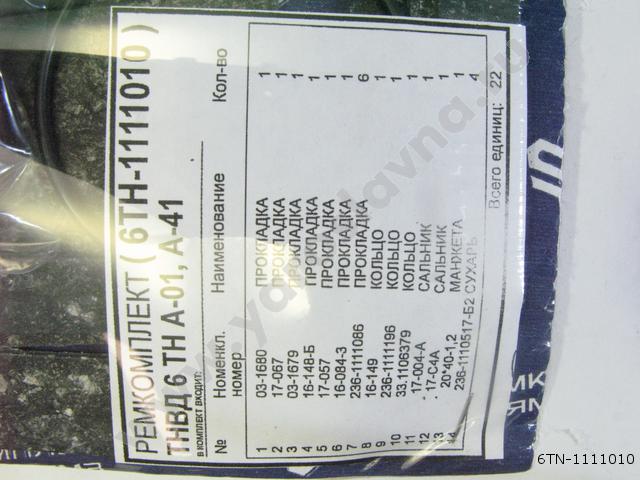 РЕМКОМПЛЕКТ ( 6ТН-1111010 )
ТНВД 6 ТН А-01, А-41
В КОМПЛЕКТ ВХОДИТ:
№ Номенкл. номер Наименование Кол-во
1 03-1680 ПРОКЛАДКА 1
2 17-067 ПРОКЛАДКА 1
3 03-1679 ПРОКЛАДКА 1
4 16-148-Б ПРОКЛАДКА 1
5 17-057 ПРОКЛАДКА 1
6 16-084-3 ПРОКЛАДКА 1
7 236-1111086 ПРОКЛАДКА 6
8 16-149 КОЛЬЦО 1
9 236-1111196 КОЛЬЦО 1
10 33.1106379 КОЛЬЦО 1
11 17-004-А САЛЬНИК 1
12 17-С4А САЛЬНИК 1
13 20*40-1,2 МАНЖЕТА 1
14 236-1110517-Б2 СУХАРЬ 4
Всего единиц: 22
6TN-1111010